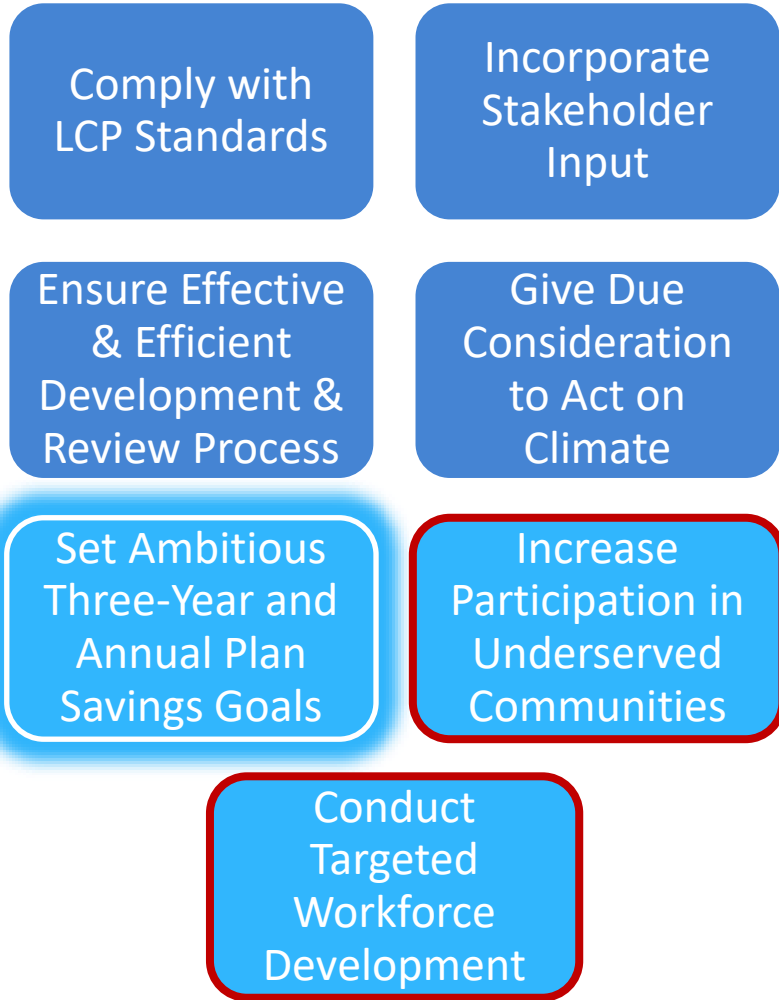 Comply with
LCP Standards
Incorporate
Stakeholder
Input
Ensure Effective
& Efficient
Development &
Review Process
Give Due
Consideration
to Act on
Climate
Set Ambitious
Three-Year and
Annual Plan
Savings Goals
Increase
Participation in
Underserved
Communities
Conduct
Targeted
Workforce
Development